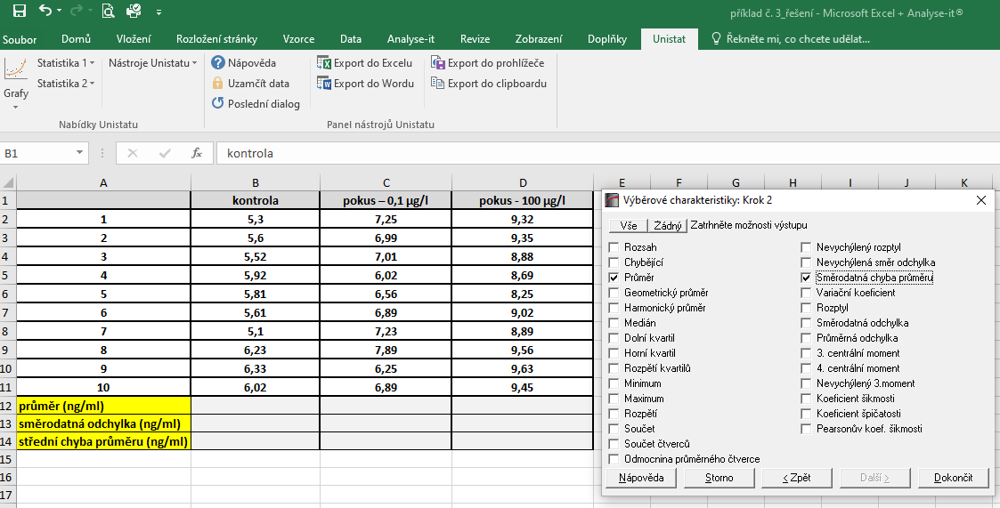 příklad č. 3_řešení - Microsoft Excel + Analyse-it®
Soubor Domů Vložení Rozložení stránky Vzorce Data Analyse-it Revize Zobrazení Doplňky Unistat Řekněte mi, co chcete udělat...
Grafy
Statistika 1 Nástroje Unistatu
Statistika 2
Nápověda
Uzamčít data
Poslední dialog
Export do Excelu Export do prohlížeče
Export do Wordu Export do clipboardu
Nabídky Unistatu Panel nástrojů Unistatu
B1 fx kontrola
A B C D E F G H I J K
1 kontrola pokus – 0,1 µg/l pokus - 100 µg/l
2 1 5,3 7,25 9,32
3 2 5,6 6,99 9,35
4 3 5,52 7,01 8,88
5 4 5,92 6,02 8,69
6 5 5,81 6,56 8,25
7 6 5,61 6,89 9,02
8 7 5,1 7,23 8,89
9 8 6,23 7,89 9,56
10 9 6,33 6,25 9,63
11 10 6,02 6,89 9,45
12 průměr (ng/ml)
13 směrodatná odchylka (ng/ml)
14 střední chyba průměru (ng/ml)
15
16
17
Výběrové charakteristiky: Krok 2
Vše Žádný Zatrhněte možnosti výstupu
Rozsah
Chybějící
Průměr
Geometrický průměr
Harmonický průměr
Medián
Dolní kvartil
Horní kvartil
Rozpětí kvartilů
Minimum
Maximum
Rozpětí
Součet
Součet čtverců
Odmocnina průměrného čtverce
Nevychýlený rozptyl
Nevychýlená směr odchylka
Směrodatná chyba průměru
Variační koeficient
Rozptyl
Směrodatná odchylka
Průměrná odchylka
3. centrální moment
4. centrální moment
Nevychýlený 3.moment
Koeficient šikmosti
Koeficient špičatosti
Pearsonův koef. šikmosti
Nápověda Storno < Zpět Další > Dokončit